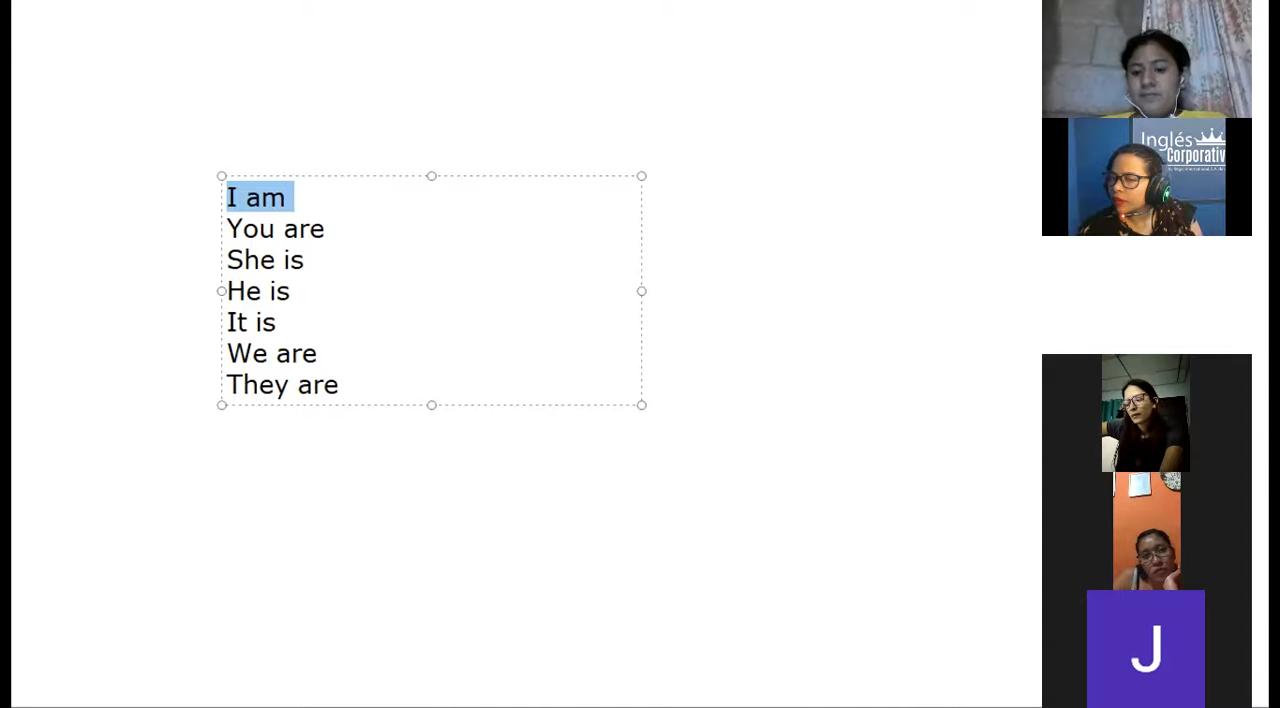 I am
You are
She is
He is
It is
We are
They are
Inglés
Corporativ
J